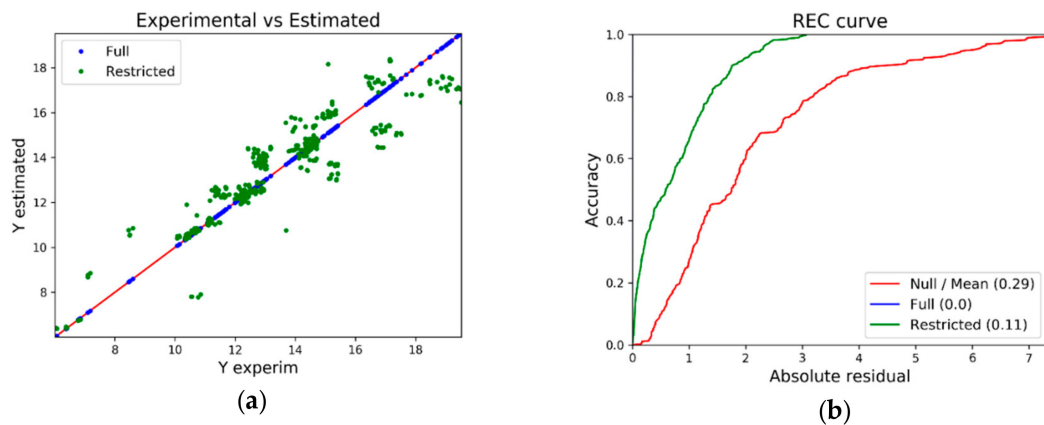 Experimental vs Estimated
Full
Restricted
18
16
14
12
10
8
Y estimated
8 10 12 14 16 18
Y experim
(a)
REC curve
1.0
0.8
0.6
0.4
0.2
0.0
Accuracy
Null / Mean (0.29)
Full (0.0)
Restricted (0.11)
0 1 2 3 4 5 6 7
Absolute residual
(b)